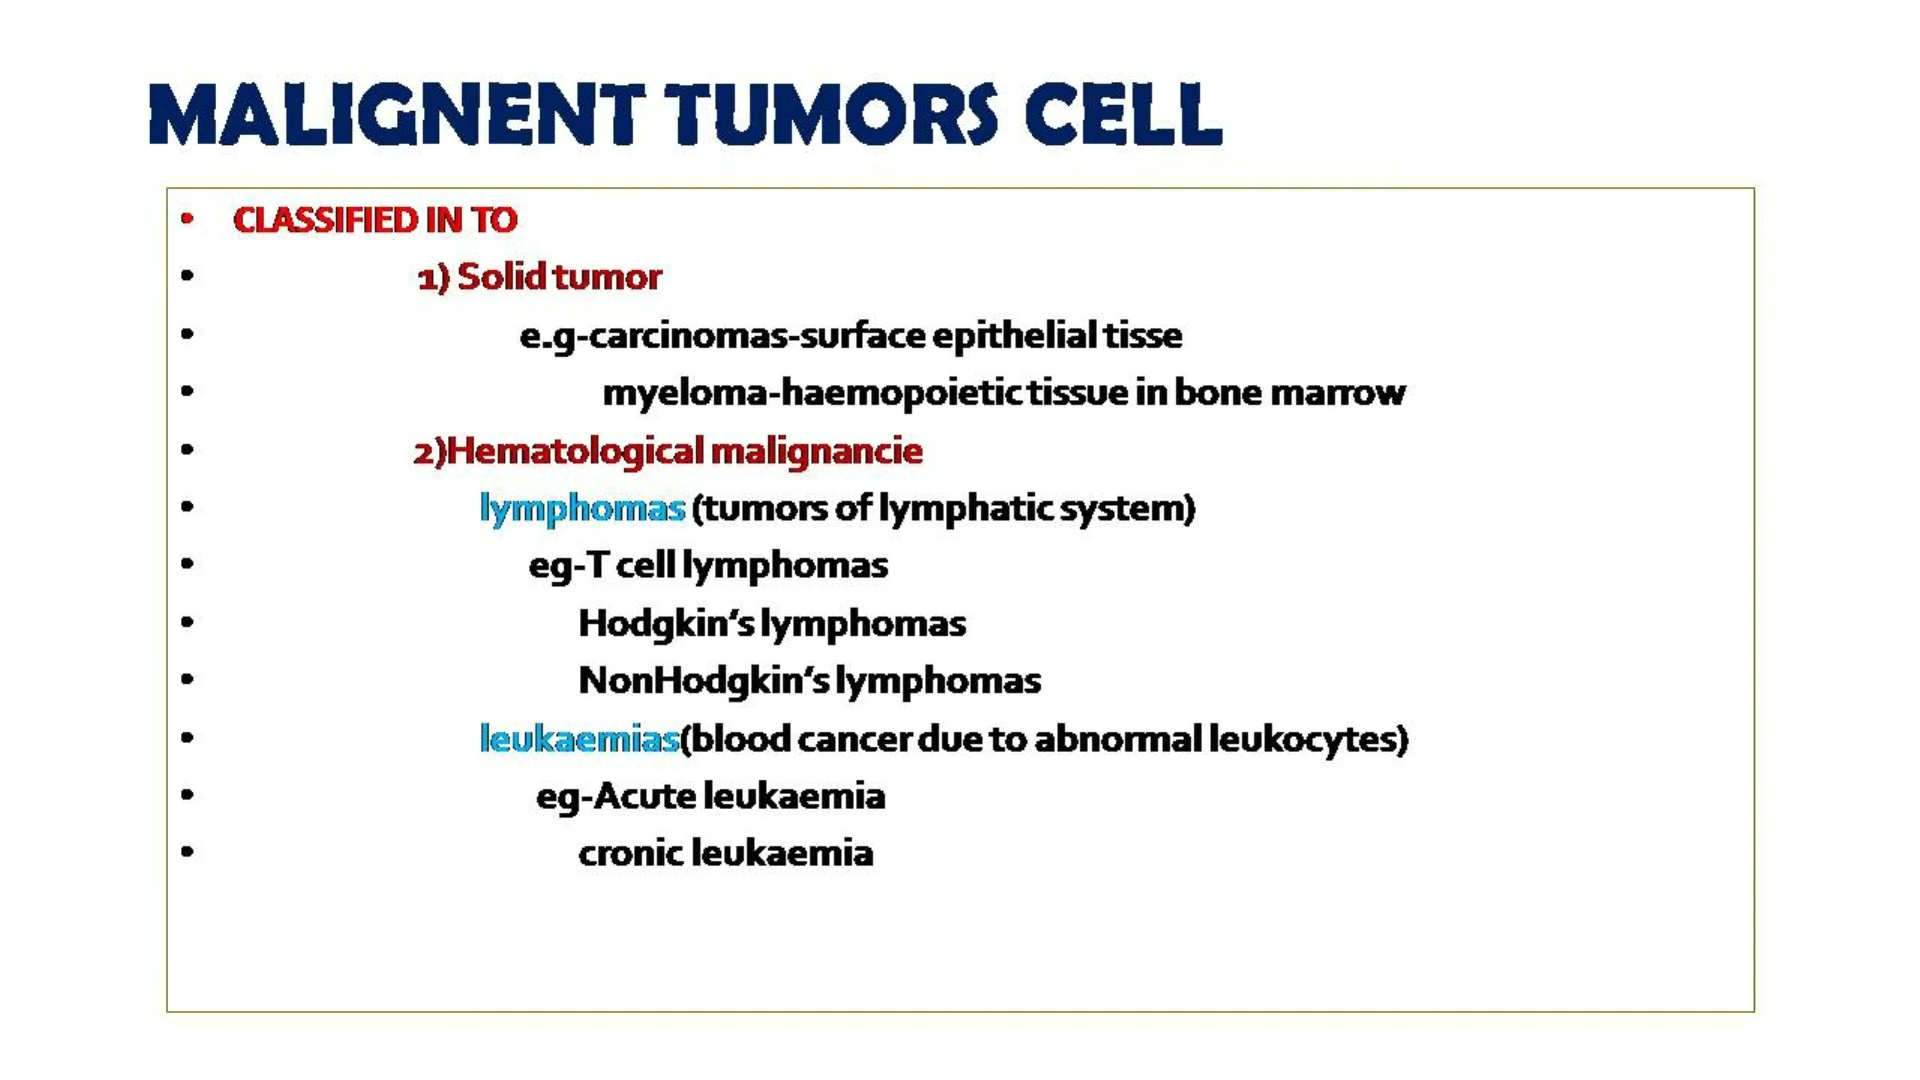 MALIGNENT TUMORS CELL
• CLASSIFIED IN TO
• 1) Solid tumor
• e.g-carcinomas-surface epithelial tisse
• myeloma-haemopoietic tissue in bone marrow
• 2)Hematological malignancie
• lymphomas (tumors of lymphatic system)
• eg-T cell lymphomas
• Hodgkin’s lymphomas
• NonHodgkin’s lymphomas
• leukaemias(blood cancer due to abnormal leukocytes)
• eg-Acute leukaemia
• cronic leukaemia